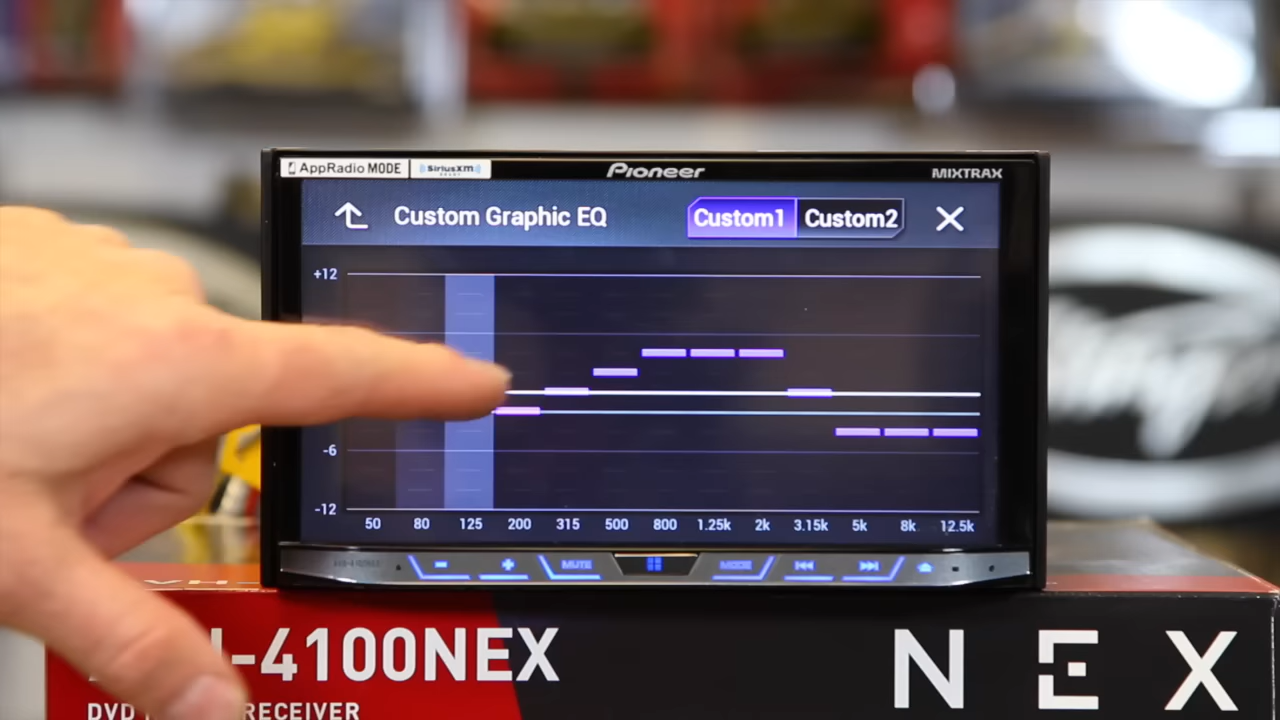 AppRadio MODE
SiriusXM
READY
Pioneer
MIXTRAX
Custom Graphic EQ
Custom1
Custom2
+12
-6
-12
50 80 125 200 315 500 800 1.25k 2k 3.15k 5k 8k 12.5k
MUTE
MODE
-4100NEX
NEX
DVD
RECEIVER